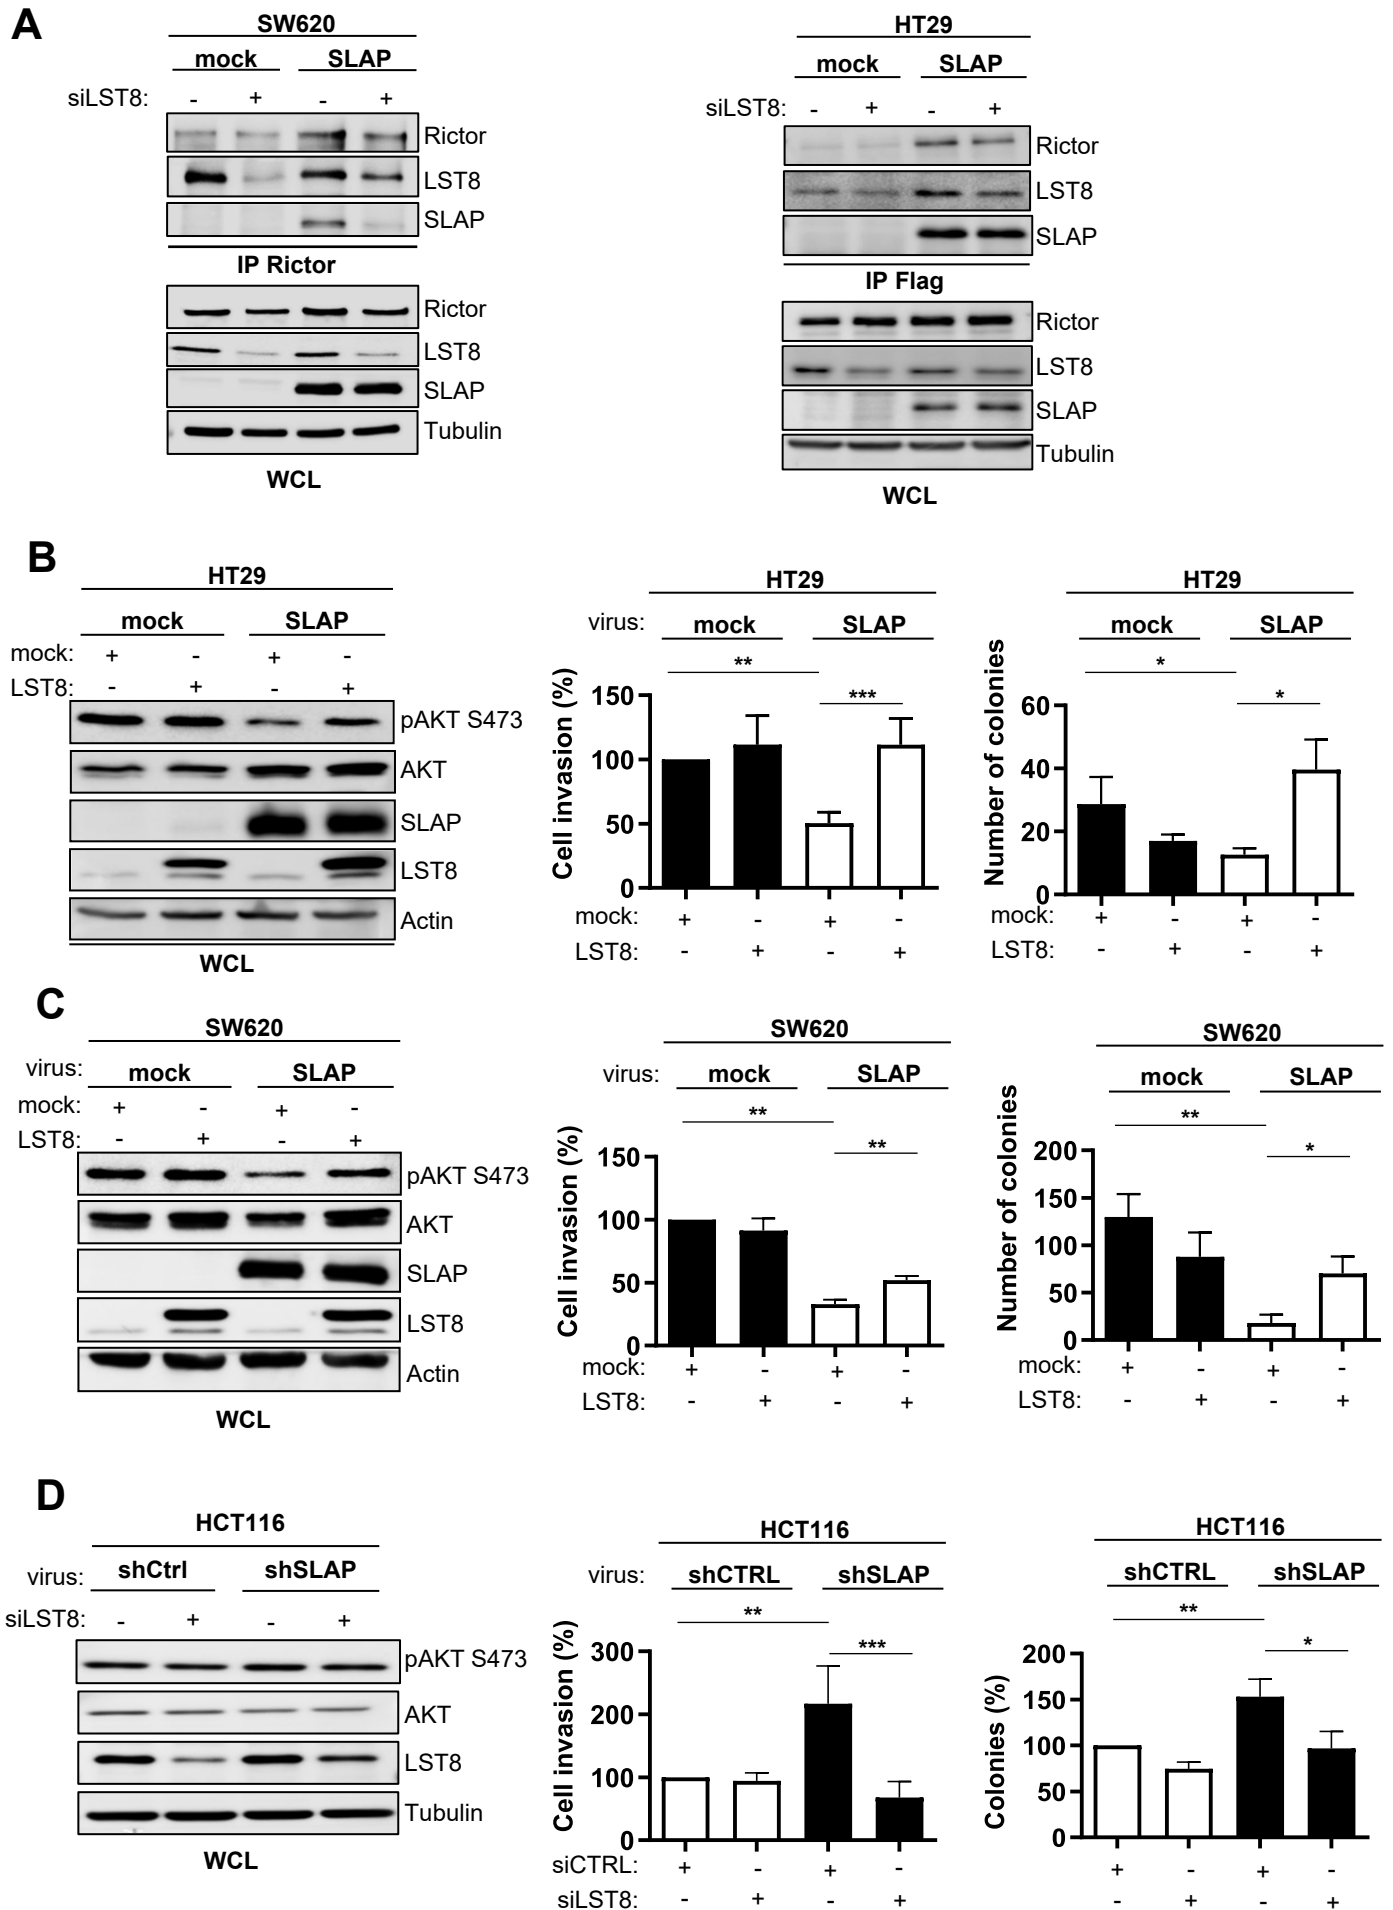 A
SW620
mock SLAP
siLST8: - + - +
Rictor
LST8
SLAP
IP Rictor
Rictor
LST8
SLAP
Tubulin
WCL
HT29
mock SLAP
siLST8: - + - +
Rictor
LST8
SLAP
IP Flag
Rictor
LST8
SLAP
Tubulin
WCL
B
HT29
mock SLAP
mock: + - + -
LST8: - + - +
pAKT S473
AKT
SLAP
LST8
Actin
WCL
HT29
virus: mock SLAP
** ***
Cell invasion (%)
150
100
50
0
mock: + - + -
LST8: - + - +
HT29
mock SLAP
* *
Number of colonies
60
40
20
0
mock: + - + -
LST8: - + - +
C
SW620
virus: mock SLAP
mock: + - + -
LST8: - + - +
pAKT S473
AKT
SLAP
LST8
Actin
WCL
SW620
virus: mock SLAP
** **
Cell invasion (%)
150
100
50
0
mock: + - + -
LST8: - + - +
SW620
mock SLAP
** *
Number of colonies
200
150
100
50
0
mock: + - + -
LST8: - + - +
D
HCT116
virus: shCtrl shSLAP
siLST8: - + - +
pAKT S473
AKT
LST8
Tubulin
WCL
HCT116
virus: shCTRL shSLAP
** ***
Cell invasion (%)
300
200
100
0
siCTRL: + - + -
siLST8: - + - +
HCT116
shCTRL shSLAP
** *
Colonies (%)
200
150
100
50
0
+ - + -
- + - +